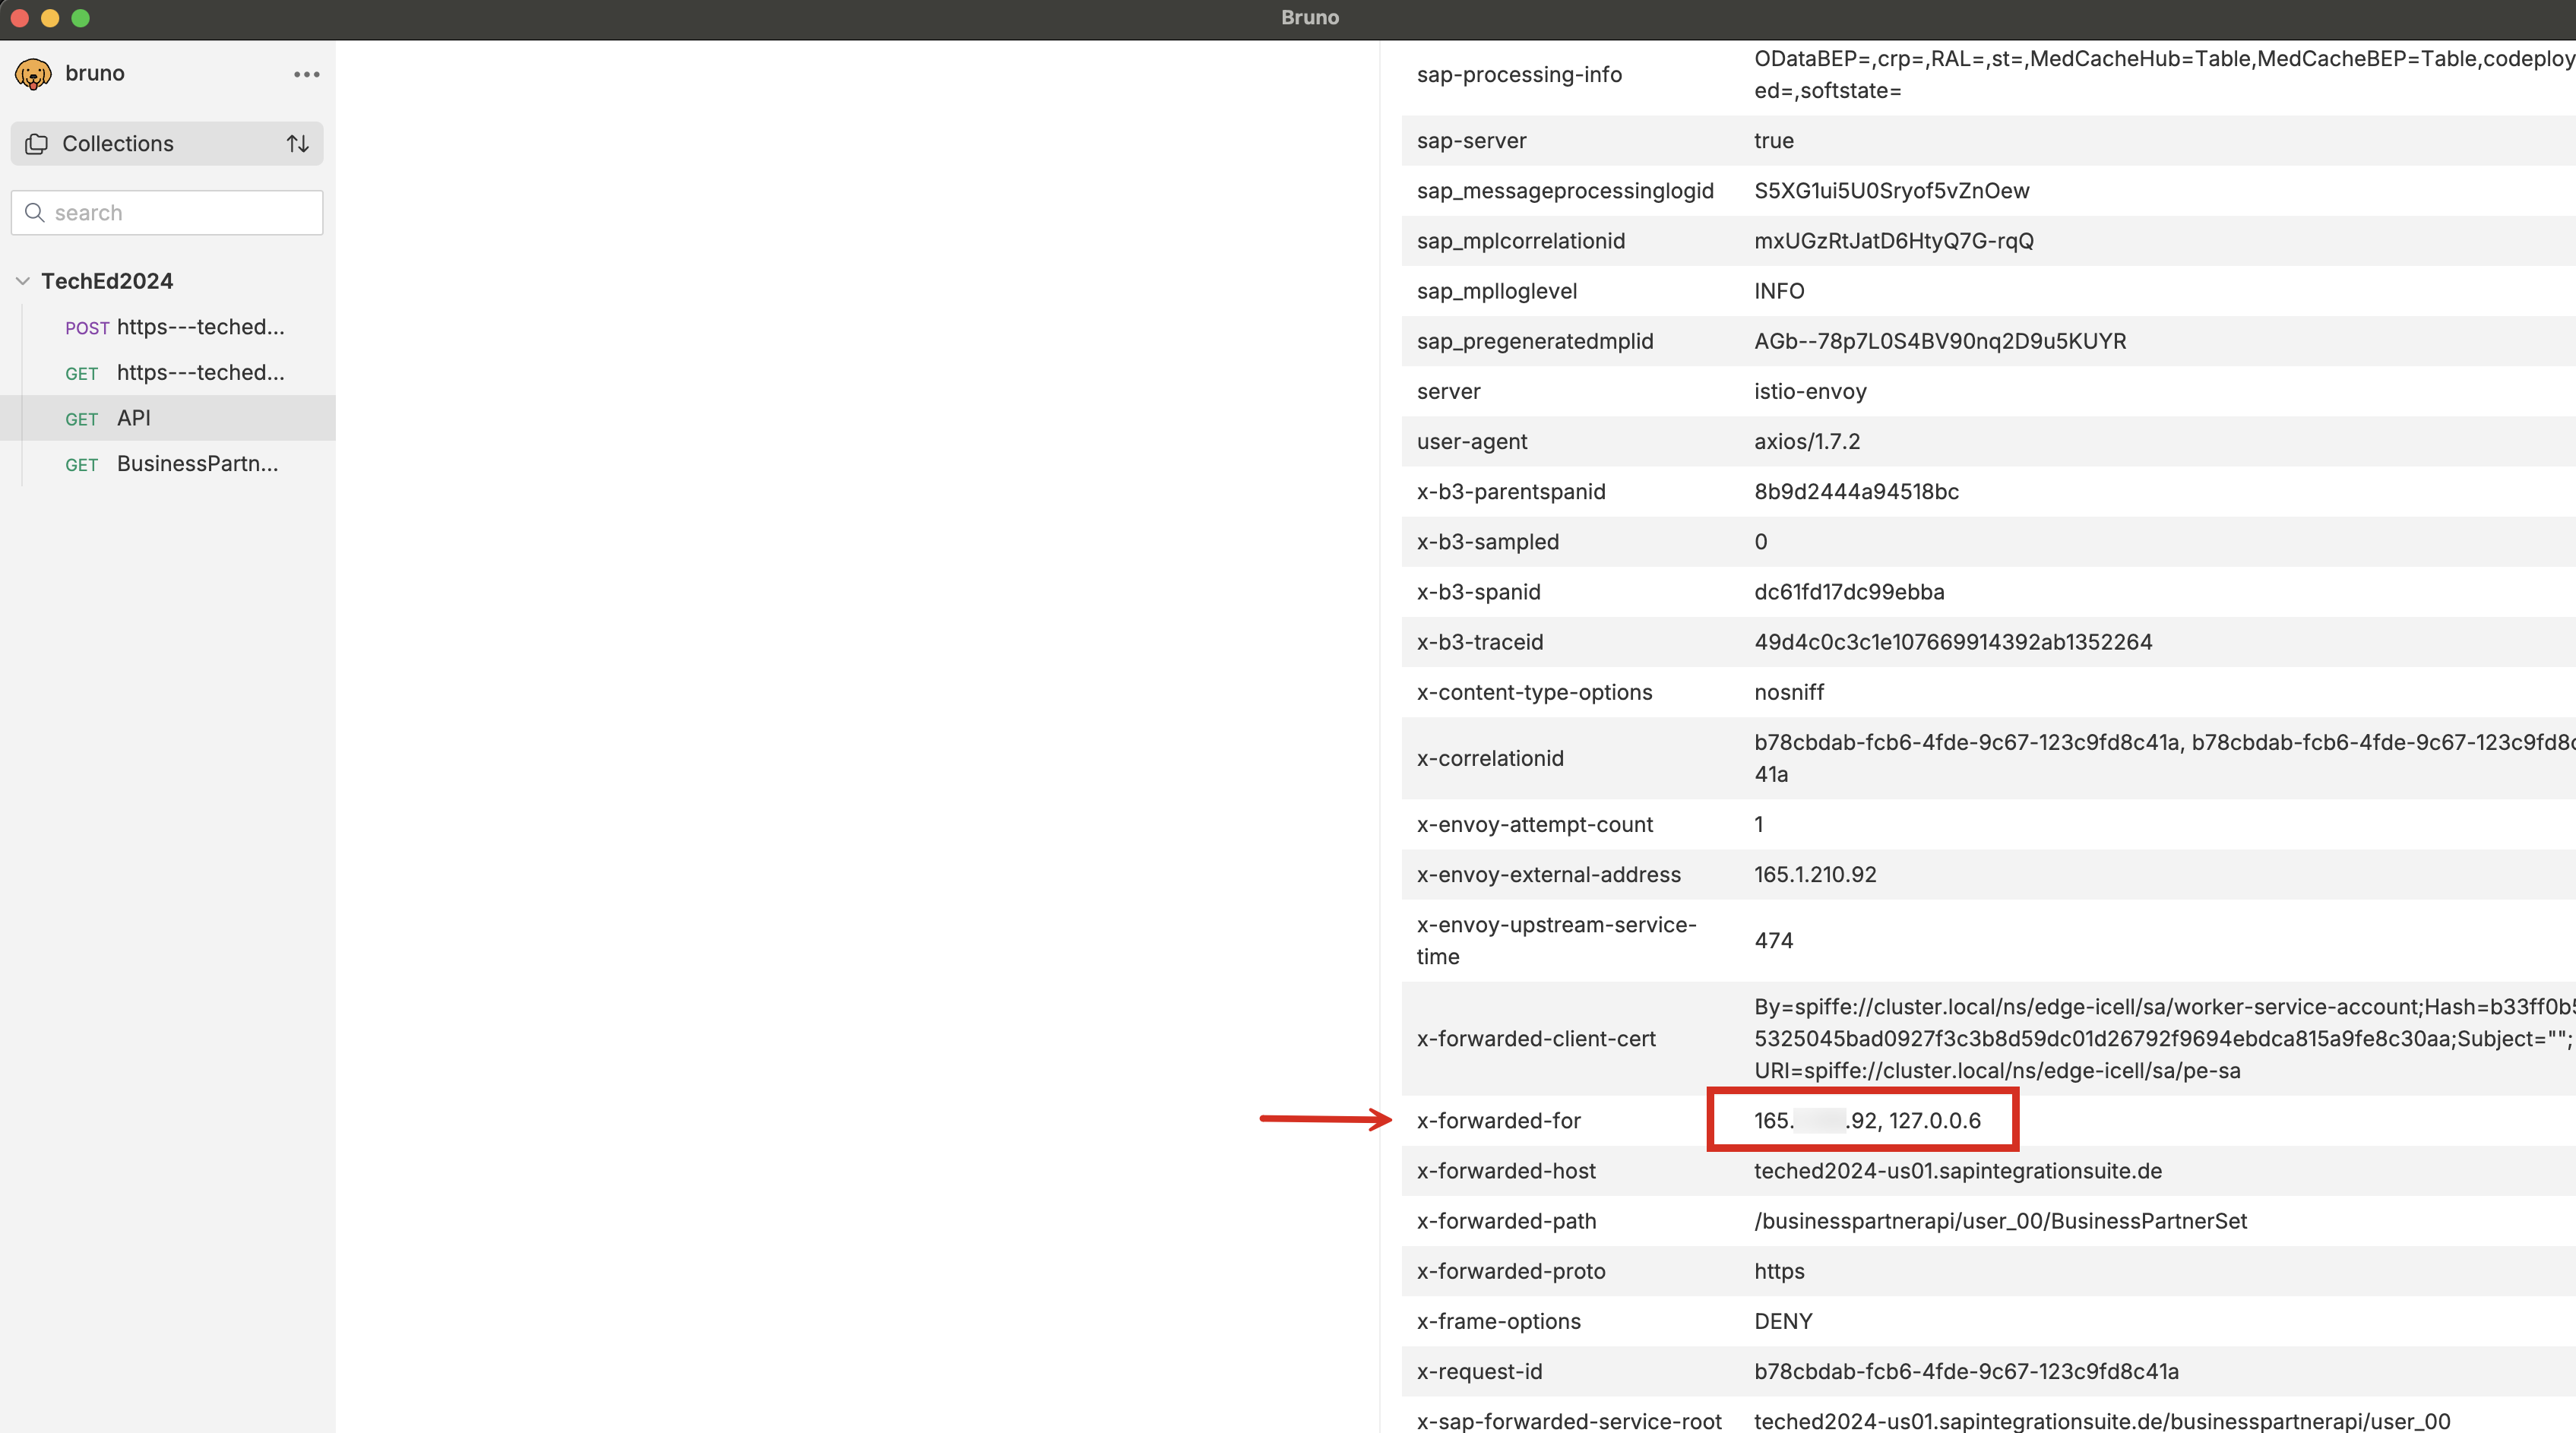 Bruno
bruno
Collections
search
TechEd2024
POST https---teched...
GET https---teched...
GET API
GET BusinessPartn...
sap-processing-info ODataBEP=,crp=,RAL=,st=,MedCacheHub=Table,MedCacheBEP=Table,codeploy
ed=,softstate=
sap-server true
sap_messageprocessinglogid S5XG1ui5U0Sryof5vZnOew
sap_mplcorrelationid mxUGzRtJatD6HtyQ7G-rqQ
sap_mplloglevel INFO
sap_pregeneratedmplid AGb--78p7L0S4BV90nq2D9u5KUYR
server istio-envoy
user-agent axios/1.7.2
x-b3-parentspanid 8b9d2444a94518bc
x-b3-sampled 0
x-b3-spanid dc61fd17dc99ebba
x-b3-traceid 49d4c0c3c1e107669914392ab1352264
x-content-type-options nosniff
x-correlationid b78cbdab-fcb6-4fde-9c67-123c9fd8c41a, b78cbdab-fcb6-4fde-9c67-123c9fd8c
41a
x-envoy-attempt-count 1
x-envoy-external-address 165.1.210.92
x-envoy-upstream-service-
time 474
x-forwarded-client-cert By=spiffe://cluster.local/ns/edge-icell/sa/worker-service-account;Hash=b33ff0b5
5325045bad0927f3c3b8d59dc01d26792f9694ebdca815a9fe8c30aa;Subject="";
URI=spiffe://cluster.local/ns/edge-icell/sa/pe-sa
x-forwarded-for 165. .92, 127.0.0.6
x-forwarded-host teched2024-us01.sapintegrationsuite.de
x-forwarded-path /businesspartnerapi/user_00/BusinessPartnerSet
x-forwarded-proto https
x-frame-options DENY
x-request-id b78cbdab-fcb6-4fde-9c67-123c9fd8c41a
x-sap-forwarded-service-root teched2024-us01.sapintegrationsuite.de/businesspartnerapi/user_00